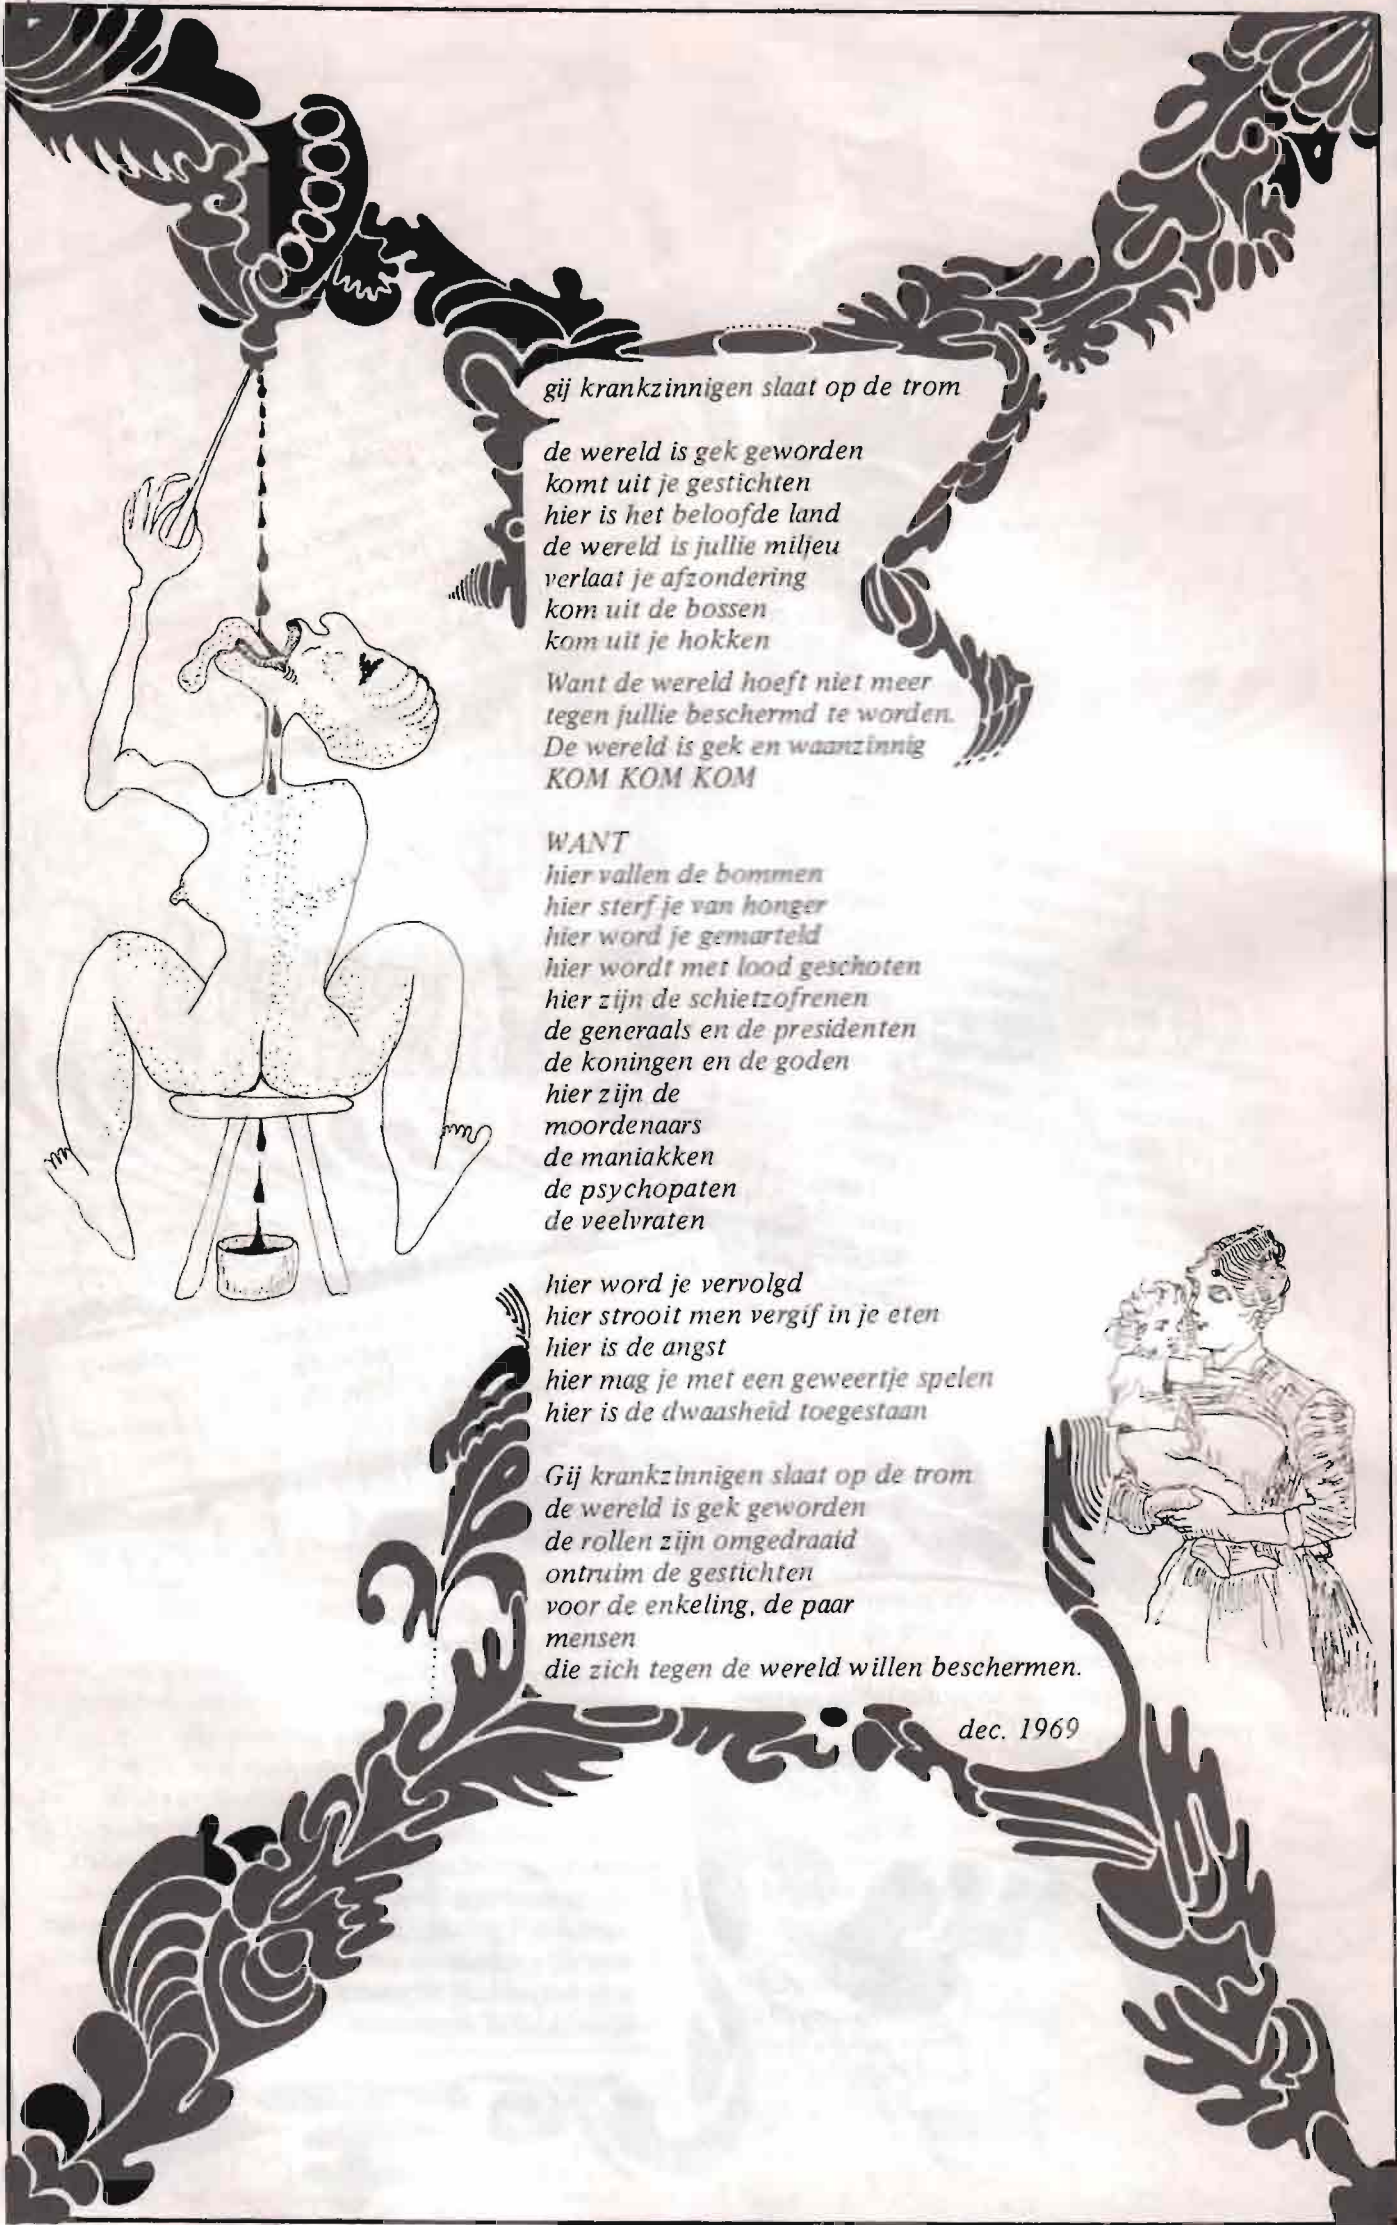 gij krankzinnigen slaat op de trom
de wereld is gek geworden
komt uit je gestichten
hier is het beloofde land
de wereld is jullie miljeu
verlaat je afzondering
kom uit de bossen
kom uit je hokken
Want de wereld hoeft niet meer
tegen jullie beschermd te worden.
De wereld is gek en waanzinnig
KOM KOM KOM
WANT
hier vallen de bommen
hier sterf je van honger
hier word je gemarteld
hier wordt met lood geschoten
hier zijn de schietzofrenen
de generaals en de presidenten
de koningen en de goden
hier zijn de
moordenaars
de maniakken
de psychopaten
de veelvraten
hier word je vervolgd
hier strooit men vergif in je eten
hier is de angst
hier mag je met een geweertje spelen
hier is de dwaasheid toegestaan
Gij krankzinnigen slaat op de trom
de wereld is gek geworden
de rollen zijn omgedraaid
ontruim de gestichten
voor de enkeling, de paar
mensen
die zich tegen de wereld willen beschermen.
dec. 1969